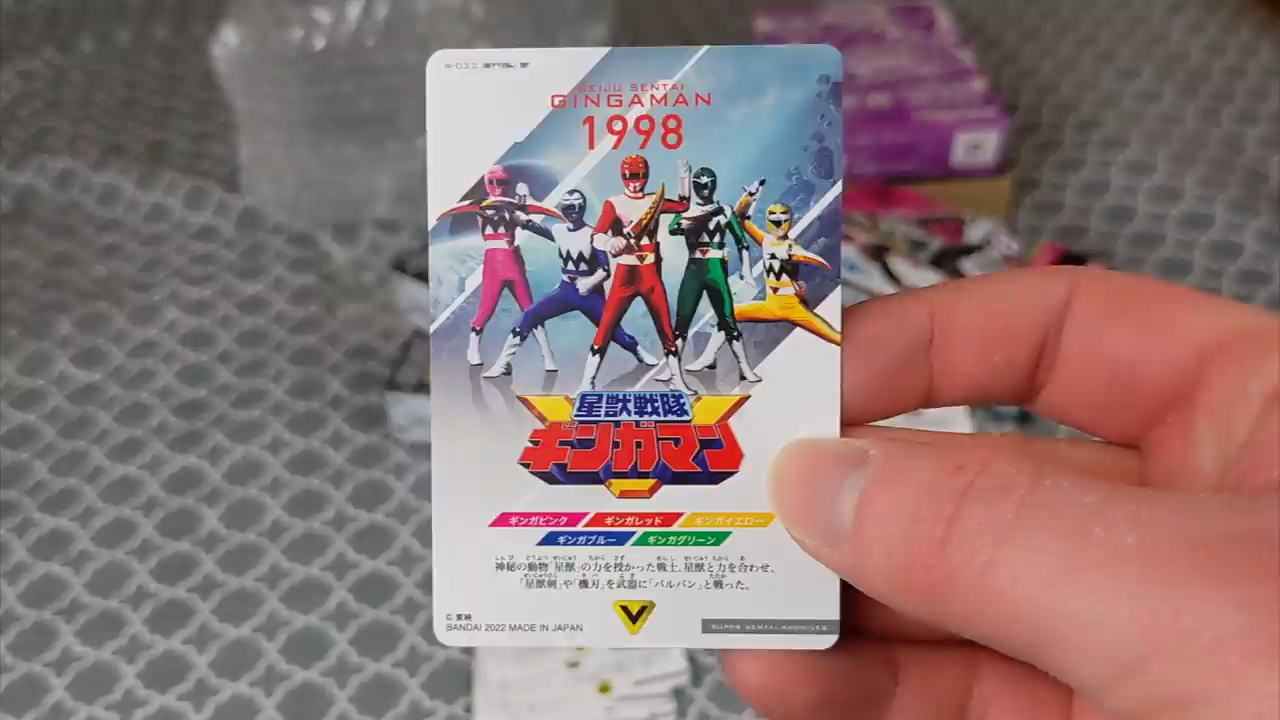 SEIJU SENTAI
GINGAMAN
1998
星獣戦隊
ギンガマン
ギンガピンク ギンガレッド ギンガイエロー
ギンガブルー ギンガグリーン
神秘の動物「星獣」の力を授かった戦士。星獣と力を合わせ、
「星獣剣」や「機刃」を武器に「バルバン」と戦った。
© 東映
BANDAI 2022 MADE IN JAPAN